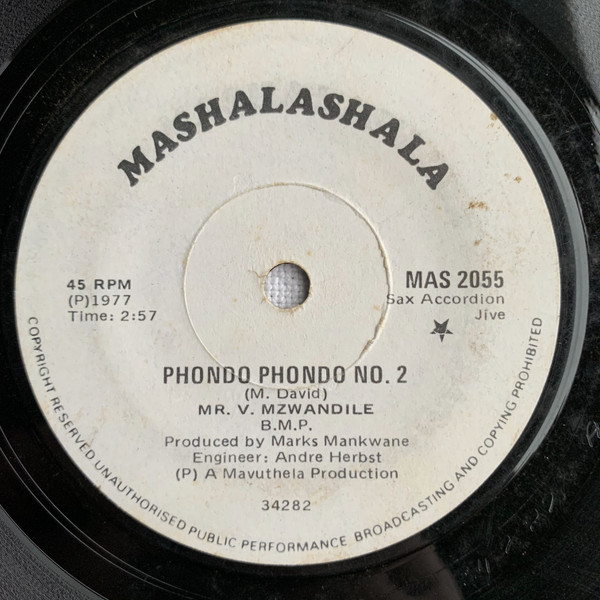 MASHALASHALA
45 RPM
(P)1977
Time: 2:57
MAS 2055
Sax Accordion
Jive
PHONDO PHONDO NO. 2
(M. David)
MR. V. MZWANDILE
B.M.P.
Produced by Marks Mankwane
Engineer: Andre Herbst
(P) A Mavuthela Production
34282
COPYRIGHT RESERVED UNAUTHORISED PUBLIC PERFORMANCE BROADCASTING AND COPYING PROHIBITED